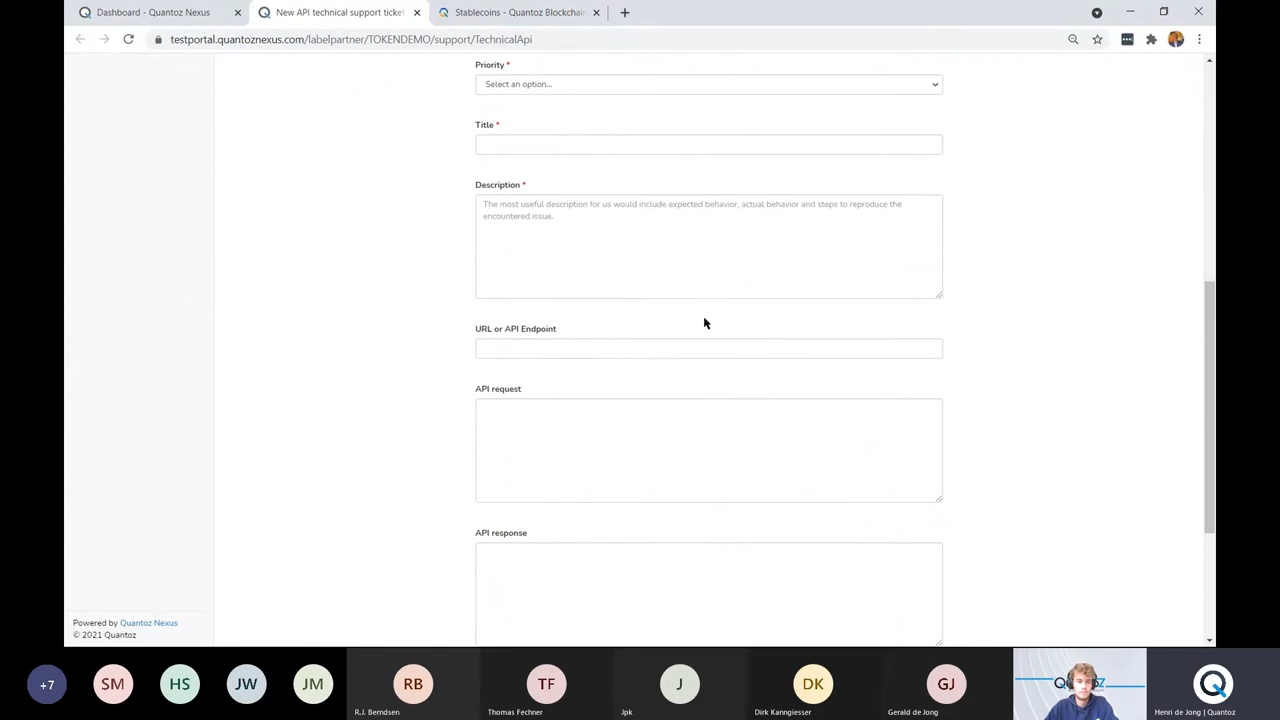 Dashboard - Quantoz Nexus
New API technical support ticket
Stablecoins - Quantoz Blockchain
testportal.quantoznexus.com/labelpartner/TOKENDEMO/support/TechnicalApi
Priority *
Select an option...
Title *
Description *
The most useful description for us would include expected behavior, actual behavior and steps to reproduce the
encountered issue.
URL or API Endpoint
API request
API response
Powered by Quantoz Nexus
© 2021 Quantoz
+7
SM
HS
JW
JM
RB
R.J. Berndsen
TF
Thomas Fechner
J
Jpk
DK
Dirk Kanngiesser
GJ
Gerald de Jong
Henri de Jong | Quantoz